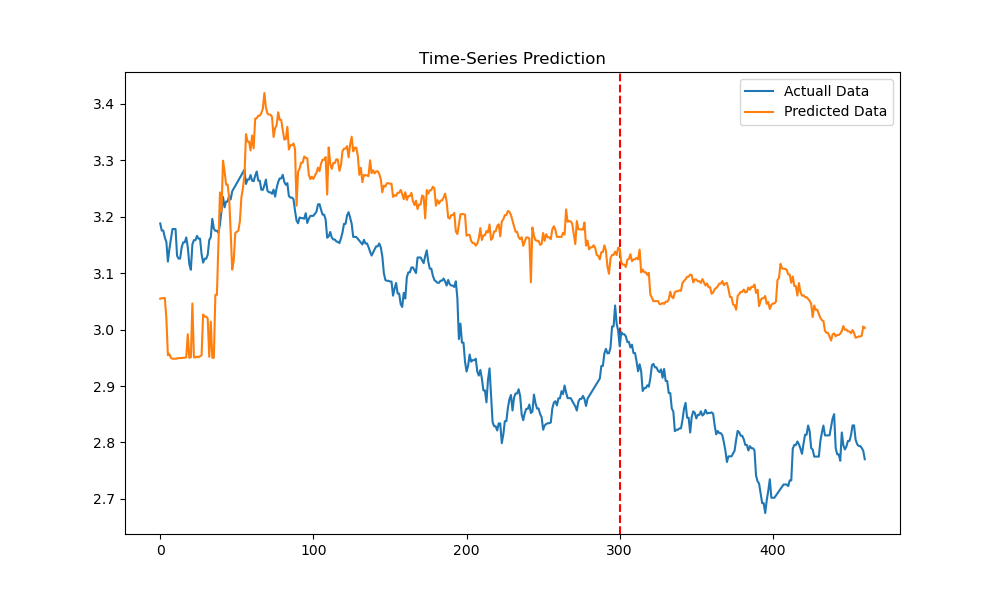 Time-Series Prediction
Actuall Data
Predicted Data
3.4
3.3
3.2
3.1
3.0
2.9
2.8
2.7
0 100 200 300 400